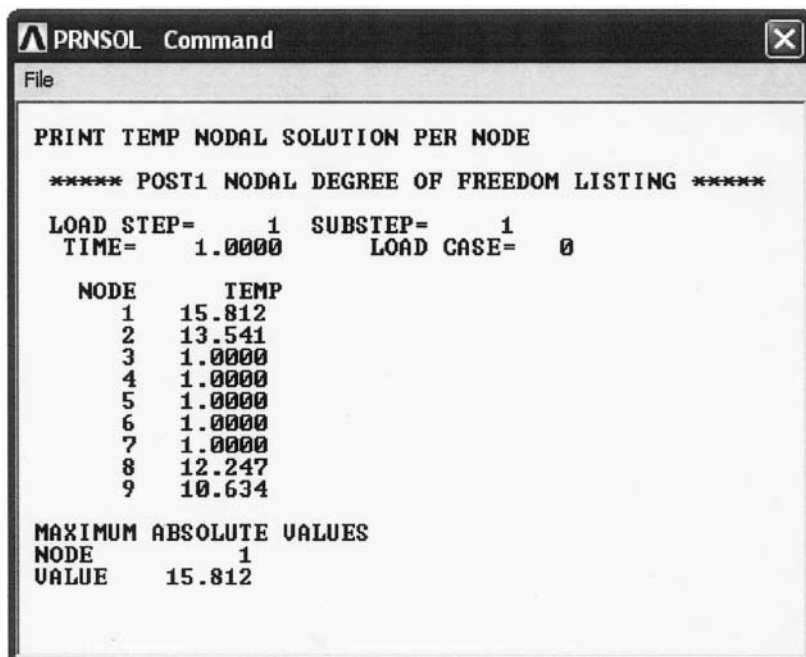 PRNSOL Command
File
PRINT TEMP NODAL SOLUTION PER NODE
***** POST1 NODAL DEGREE OF FREEDOM LISTING *****
LOAD STEP= 1 SUBSTEP= 1
TIME= 1.0000 LOAD CASE= 0
NODE TEMP
1 15.812
2 13.541
3 1.0000
4 1.0000
5 1.0000
6 1.0000
7 1.0000
8 12.247
9 10.634
MAXIMUM ABSOLUTE VALUES
NODE 1
VALUE 15.812